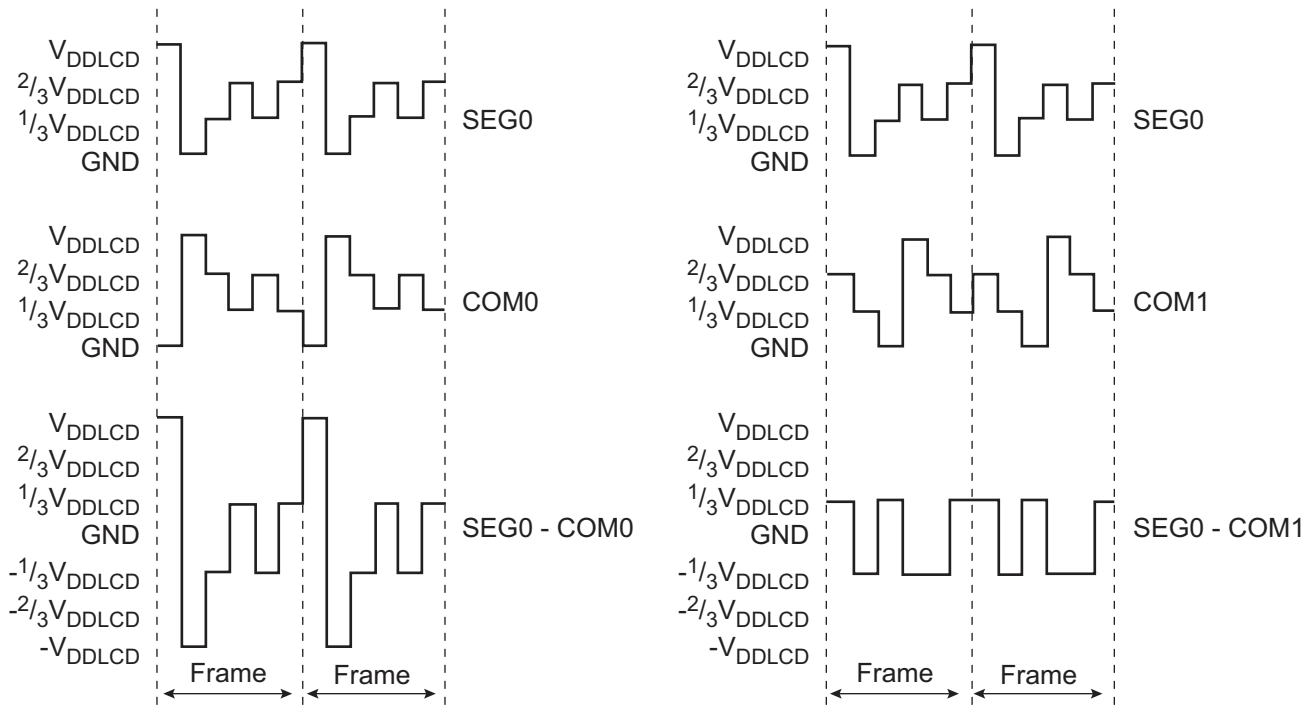 VDDLCD
2/3VDDLCD
1/3VDDLCD
GND
SEG0
VDDLCD
2/3VDDLCD
1/3VDDLCD
GND
COM0
VDDLCD
2/3VDDLCD
1/3VDDLCD
GND
-1/3VDDLCD
-2/3VDDLCD
-VDDLCD
SEG0 - COM0
Frame
Frame
VDDLCD
2/3VDDLCD
1/3VDDLCD
GND
SEG0
VDDLCD
2/3VDDLCD
1/3VDDLCD
GND
COM1
VDDLCD
2/3VDDLCD
1/3VDDLCD
GND
-1/3VDDLCD
-2/3VDDLCD
-VDDLCD
SEG0 - COM1
Frame
Frame